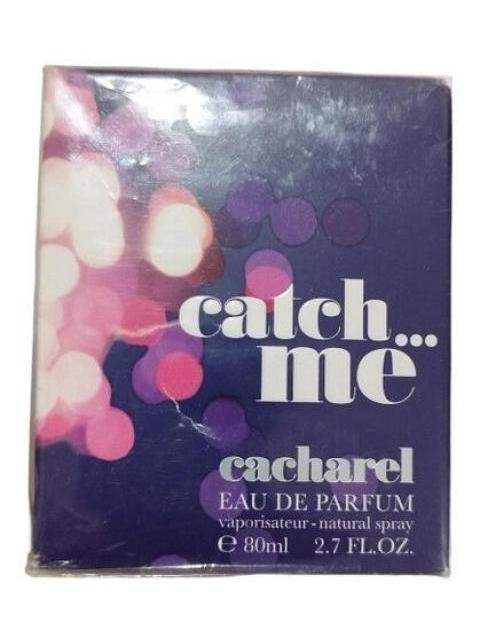 catch...
me
cacharel
EAU DE PARFUM
vaporisateur - natural spray
℮ 80ml 2.7 FL.OZ.